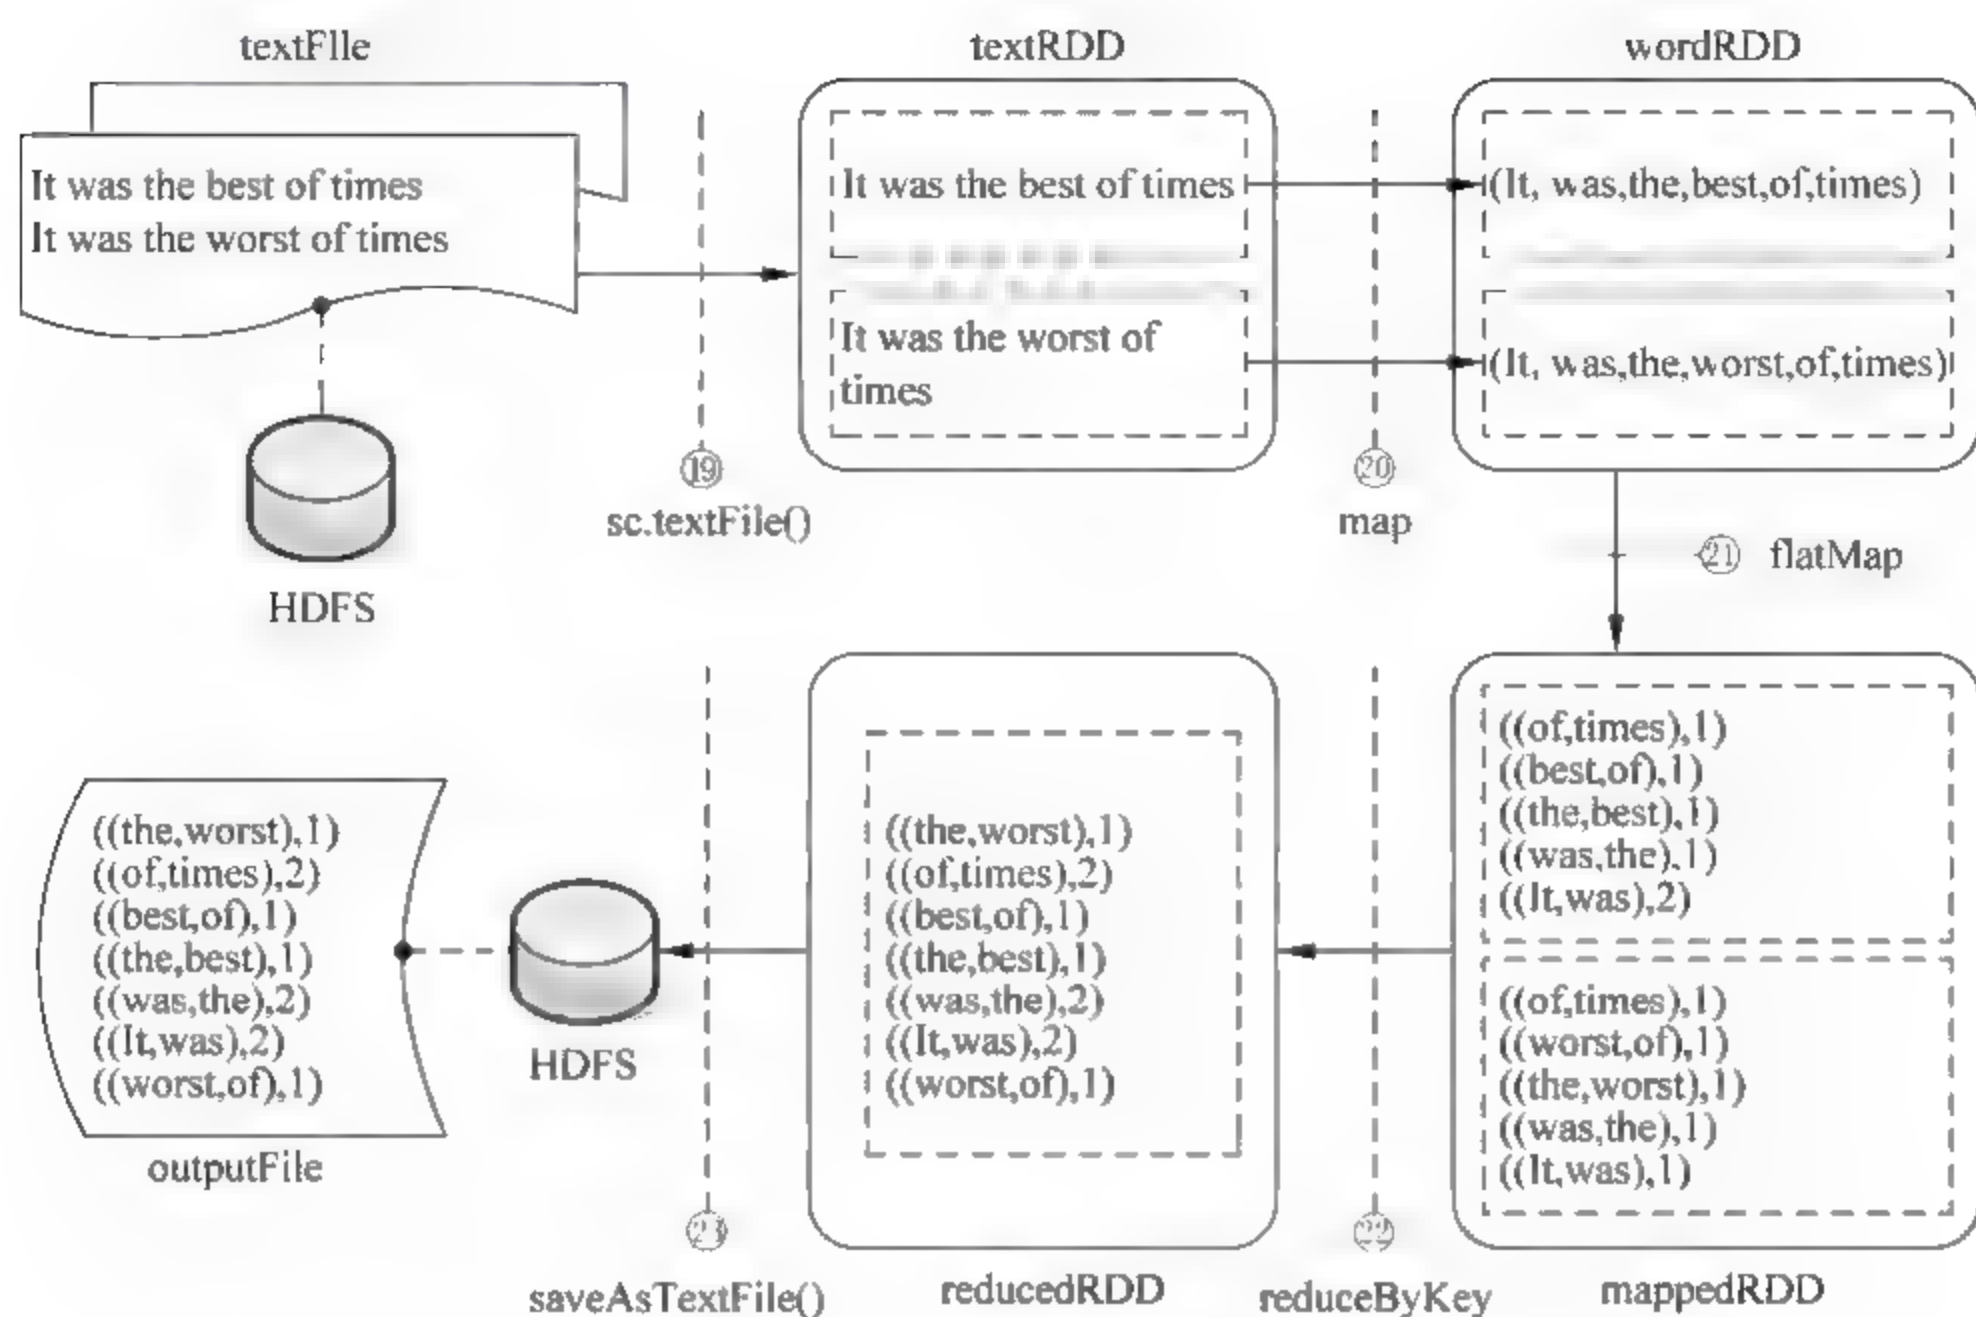 textFIle
It was the best of times
It was the worst of times
HDFS
⑲
sc.textFile()
textRDD
It was the best of times
It was the worst of
times
⑳
map
wordRDD
(It, was,the,best,of,times)
(It, was,the,worst,of,times)
㉑ flatMap
((of,times),1)
((best,of),1)
((the,best),1)
((was,the),1)
((It,was),2)
((of,times),1)
((worst,of),1)
((the,worst),1)
((was,the),1)
((It,was),1)
mappedRDD
㉒
reduceByKey
((the,worst),1)
((of,times),2)
((best,of),1)
((the,best),1)
((was,the),2)
((It,was),2)
((worst,of),1)
reducedRDD
㉓
saveAsTextFile()
HDFS
((the,worst),1)
((of,times),2)
((best,of),1)
((the,best),1)
((was,the),2)
((It,was),2)
((worst,of),1)
outputFile